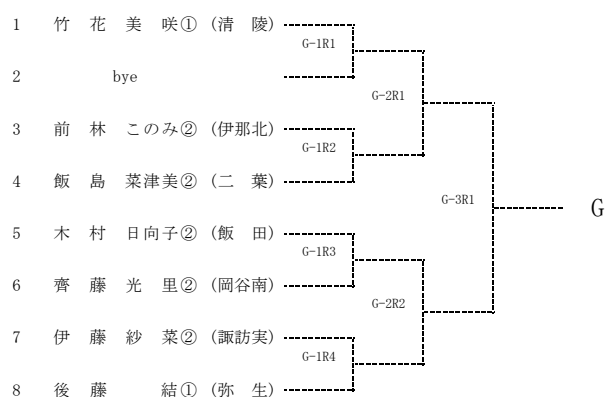 1 竹 花 美 咲① (清 陵)
G-1R1
2 bye
G-2R1
3 前 林 このみ② (伊那北)
G-1R2
4 飯 島 菜津美② (二 葉)
G-3R1
G
5 木 村 日向子② (飯 田)
G-1R3
6 齊 藤 光 里② (岡谷南)
G-2R2
7 伊 藤 紗 菜② (諏訪実)
G-1R4
8 後 藤 結① (弥 生)